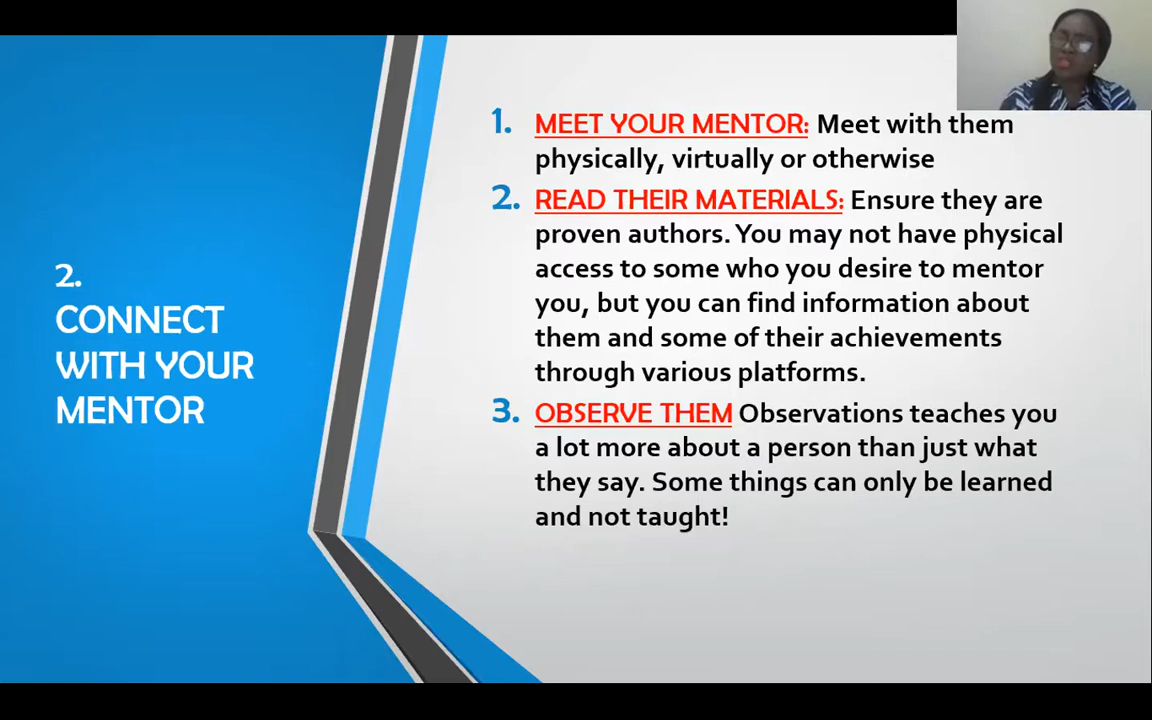 2.
CONNECT
WITH YOUR
MENTOR
1. MEET YOUR MENTOR: Meet with them
physically, virtually or otherwise
2. READ THEIR MATERIALS: Ensure they are
proven authors. You may not have physical
access to some who you desire to mentor
you, but you can find information about
them and some of their achievements
through various platforms.
3. OBSERVE THEM Observations teaches you
a lot more about a person than just what
they say. Some things can only be learned
and not taught!